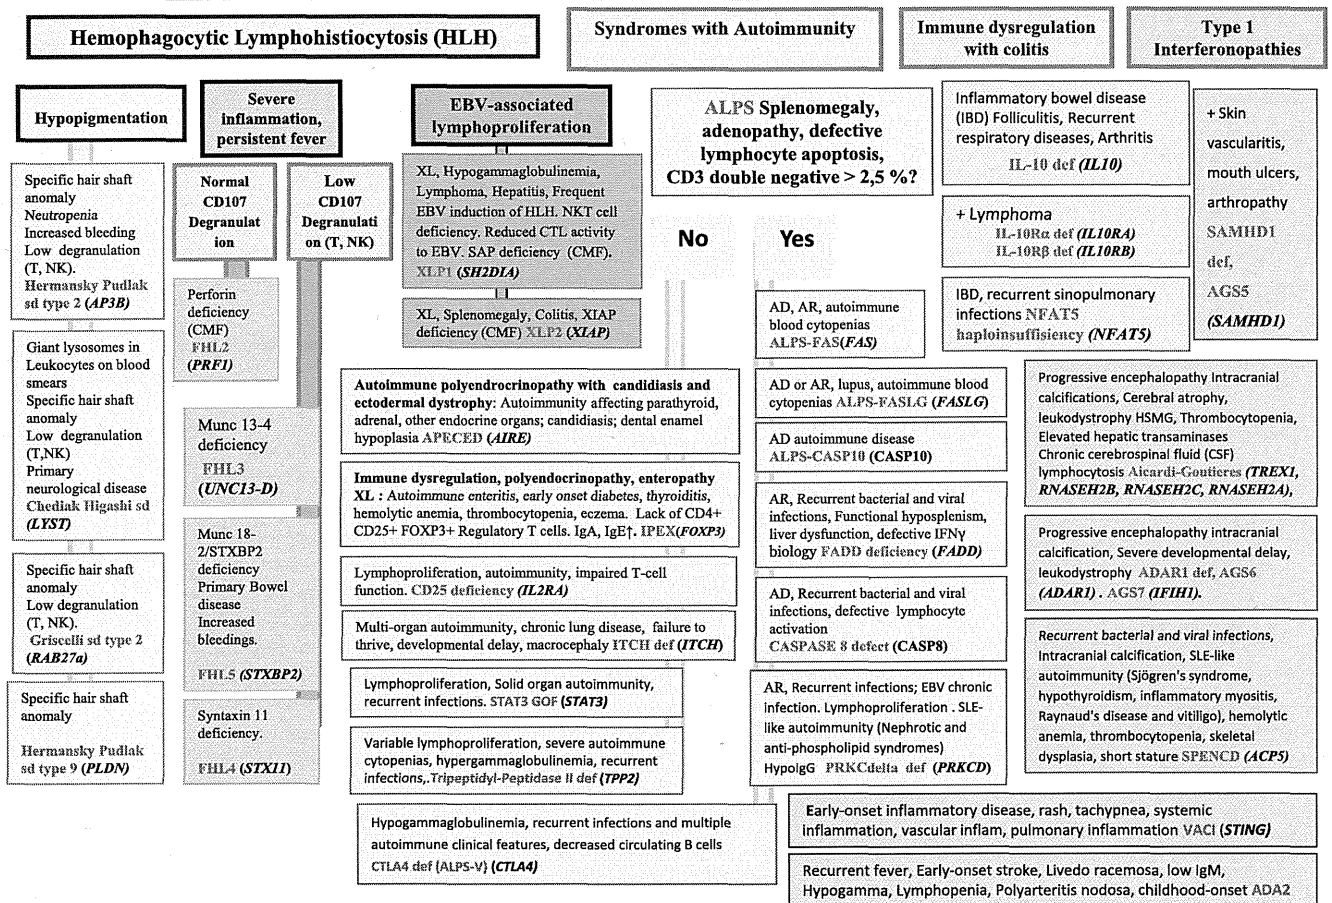 Hemophagocytic Lymphohistiocytosis (HLH)
Hypopigmentation
Specific hair shaft
anomaly
Neutropenia
Increased bleeding
Low degranulation
(T, NK).
Hermansky Pudlak
sd type 2 (AP3B)
Giant lysosomes in
Leukocytes on blood
smears
Specific hair shaft
anomaly
Low degranulation
(T,NK)
Primary
neurological disease
Chediak Higashi sd
(LYST)
Specific hair shaft
anomaly
Low degranulation
(T, NK).
Griscelli sd type 2
(RAB27a)
Specific hair shaft
anomaly
Hermansky Pudlak
sd type 9 (PLDN)
Severe
inflammation,
persistent fever
Normal
CD107
Degranulat
ion
Perforin
deficiency
(CMF)
FHL2
(PRF1)
Low
CD107
Degranulati
on (T, NK)
Munc 13-4
deficiency
FHL3
(UNC13-D)
Munc 18-
2/STXBP2
deficiency
Primary Bowel
disease
Increased
bleedings.
FHL5 (STXBP2)
Syntaxin 11
deficiency.
FHL4 (STX11)
EBV-associated
lymphoproliferation
XL, Hypogammaglobulinemia,
Lymphoma, Hepatitis, Frequent
EBV induction of HLH. NKT cell
deficiency. Reduced CTL activity
to EBV. SAP deficiency (CMF).
XLP1 (SH2DIA)
XL, Splenomegaly, Colitis, XIAP
deficiency (CMF) XLP2 (XIAP)
Syndromes with Autoimmunity
ALPS Splenomegaly,
adenopathy, defective
lymphocyte apoptosis,
CD3 double negative > 2,5 %?
No
Autoimmune polyendrocrinopathy with candidiasis and
ectodermal dystrophy: Autoimmunity affecting parathyroid,
adrenal, other endocrine organs; candidiasis; dental enamel
hypoplasia APECED (AIRE)
Immune dysregulation, polyendocrinopathy, enteropathy
XL : Autoimmune enteritis, early onset diabetes, thyroiditis,
hemolytic anemia, thrombocytopenia, eczema. Lack of CD4+
CD25+ FOXP3+ Regulatory T cells. IgA, IgE↑. IPEX(FOXP3)
Lymphoproliferation, autoimmunity, impaired T-cell
function. CD25 deficiency (IL2RA)
Multi-organ autoimmunity, chronic lung disease, failure to
thrive, developmental delay, macrocephaly ITCH def (ITCH)
Lymphoproliferation, Solid organ autoimmunity,
recurrent infections. STAT3 GOF (STAT3)
Variable lymphoproliferation, severe autoimmune
cytopenias, hypergammaglobulinemia, recurrent
infections,.Tripeptidyl-Peptidase II def (TPP2)
Hypogammaglobulinemia, recurrent infections and multiple
autoimmune clinical features, decreased circulating B cells
CTLA4 def (ALPS-V) (CTLA4)
Yes
AD, AR, autoimmune
blood cytopenias
ALPS-FAS(FAS)
AD or AR, lupus, autoimmune blood
cytopenias ALPS-FASLG (FASLG)
AD autoimmune disease
ALPS-CASP10 (CASP10)
AR, Recurrent bacterial and viral
infections, Functional hyposplenism,
liver dysfunction, defective IFNγ
biology FADD deficiency (FADD)
AD, Recurrent bacterial and viral
infections, defective lymphocyte
activation
CASPASE 8 defect (CASP8)
AR, Recurrent infections; EBV chronic
infection. Lymphoproliferation . SLE-
like autoimmunity (Nephrotic and
anti-phospholipid syndromes)
HypoIgG PRKCdelta def (PRKCD)
Immune dysregulation
with colitis
Inflammatory bowel disease
(IBD) Folliculitis, Recurrent
respiratory diseases, Arthritis
IL-10 def (IL10)
+ Lymphoma
IL-10Rα def (IL10RA)
IL-10Rβ def (IL10RB)
IBD, recurrent sinopulmonary
infections NFAT5
haploinsuffisiency (NFAT5)
Type 1
Interferonopathies
+ Skin
vascularitis,
mouth ulcers,
arthropathy
SAMHD1
def,
AGS5
(SAMHD1)
Progressive encephalopathy Intracranial
calcifications, Cerebral atrophy,
leukodystrophy HSMG, Thrombocytopenia,
Elevated hepatic transaminases
Chronic cerebrospinal fluid (CSF)
lymphocytosis Aicardi-Goutieres (TREX1,
RNASEH2B, RNASEH2C, RNASEH2A),
Progressive encephalopathy intracranial
calcification, Severe developmental delay,
leukodystrophy ADAR1 def, AGS6
(ADAR1) . AGS7 (IFIH1).
Recurrent bacterial and viral infections,
Intracranial calcification, SLE-like
autoimmunity (Sjögren's syndrome,
hypothyroidism, inflammatory myositis,
Raynaud's disease and vitiligo), hemolytic
anemia, thrombocytopenia, skeletal
dysplasia, short stature SPENCD (ACP5)
Early-onset inflammatory disease, rash, tachypnea, systemic
inflammation, vascular inflam, pulmonary inflammation VACI (STING)
Recurrent fever, Early-onset stroke, Livedo racemosa, low IgM,
Hypogamma, Lymphopenia, Polyarteritis nodosa, childhood-onset ADA2